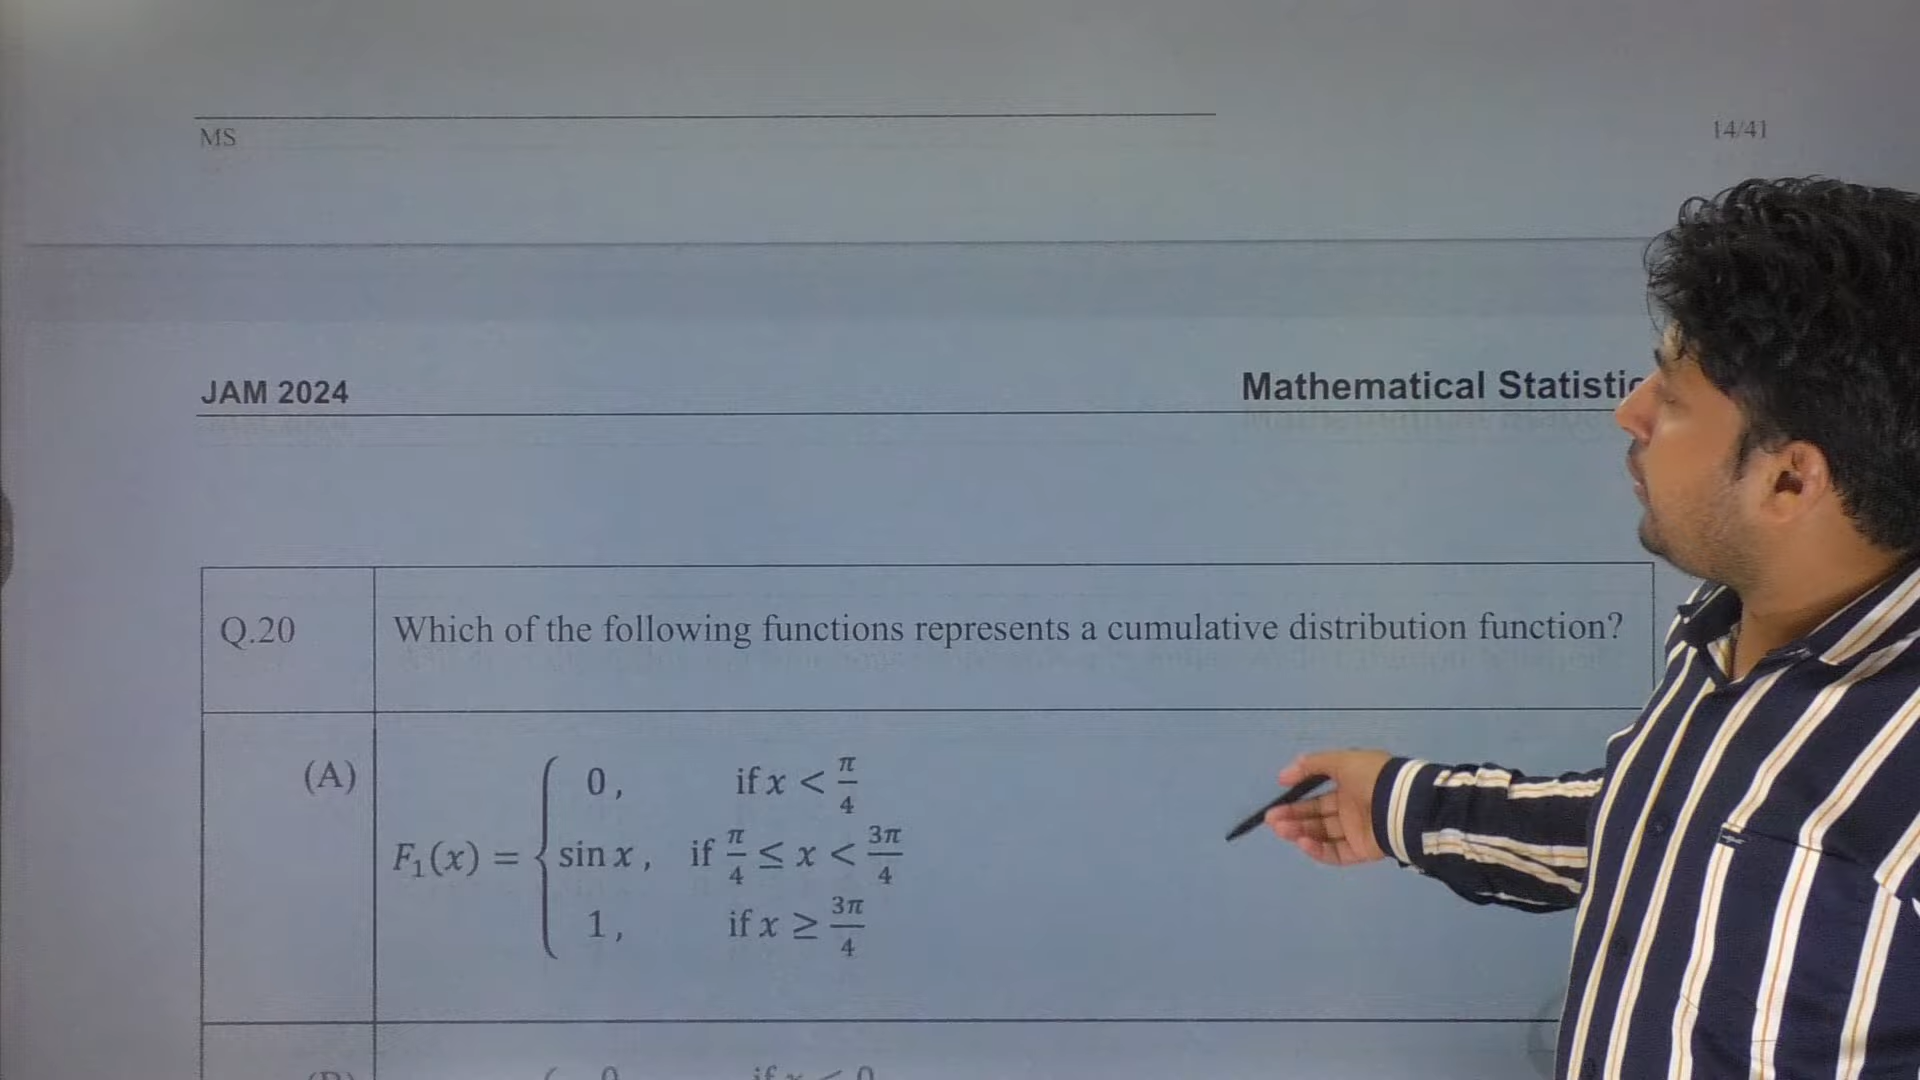 MS
14/41
JAM 2024
Mathematical Statistic
Q.20
Which of the following functions represents a cumulative distribution function?
(A)
F₁(x) = { 0, if x < π/4
sin x, if π/4 ≤ x < 3π/4
1, if x ≥ 3π/4